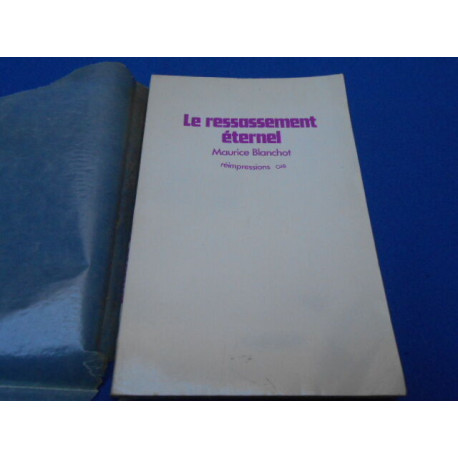 Le ressassement
éternel
Maurice Blanchot
réimpressions